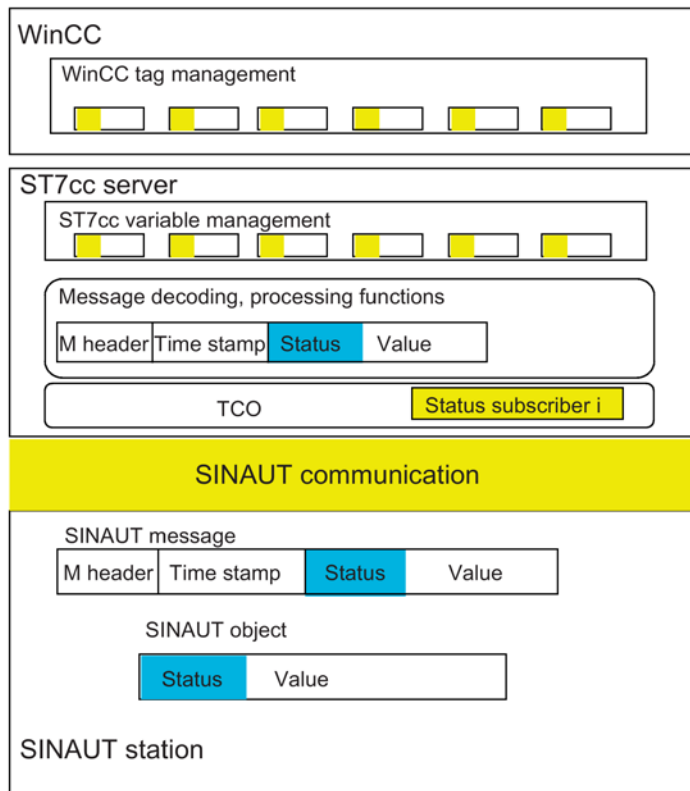 WinCC
WinCC tag management
ST7cc server
ST7cc variable management
Message decoding, processing functions
M header Time stamp Status Value
TCO Status subscriber i
SINAUT communication
SINAUT message
M header Time stamp Status Value
SINAUT object
Status Value
SINAUT station